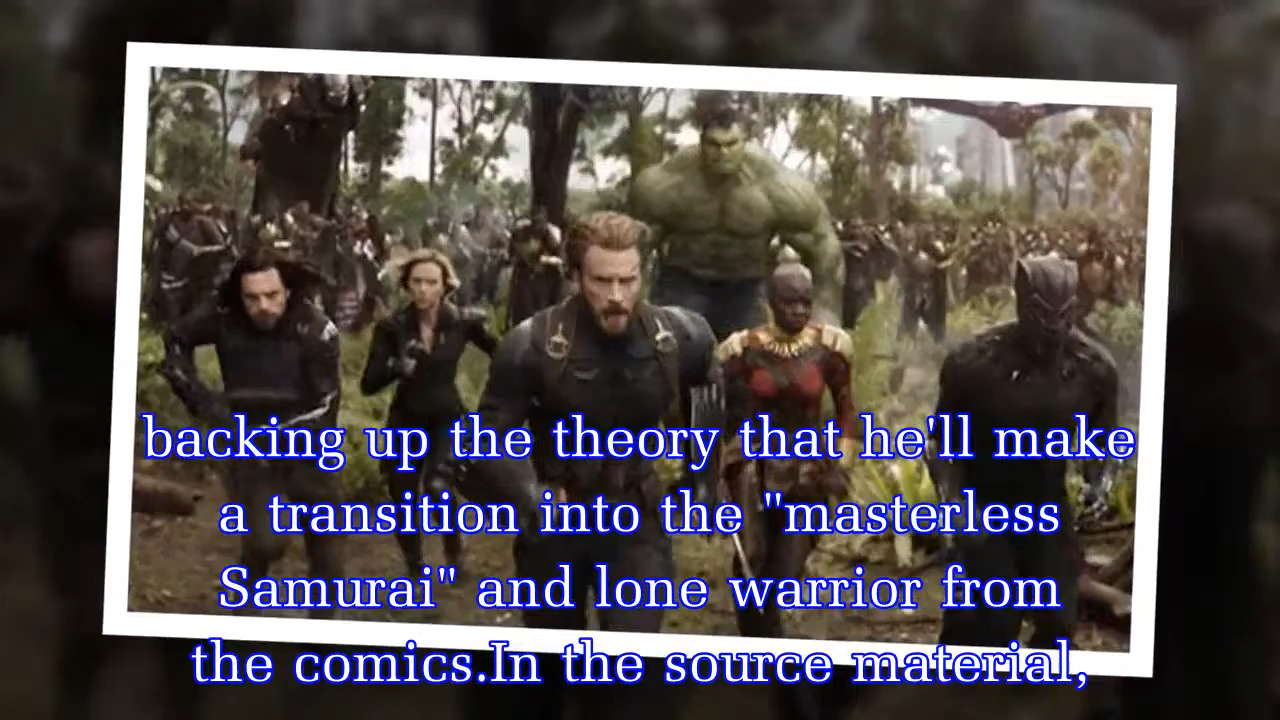 backing up the theory that he'll make
a transition into the "masterless
Samurai" and lone warrior from
the comics.In the source material,